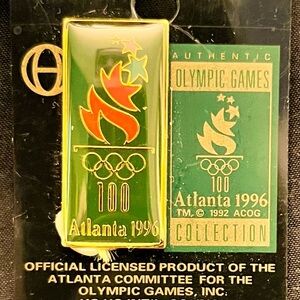 100
Atlanta 1996
AUTHENTIC
OLYMPIC GAMES
100
Atlanta 1996
TM, © 1992 ACOG
COLLECTION
OFFICIAL LICENSED PRODUCT OF THE
ATLANTA COMMITTEE FOR THE
OLYMPIC GAMES, INC.